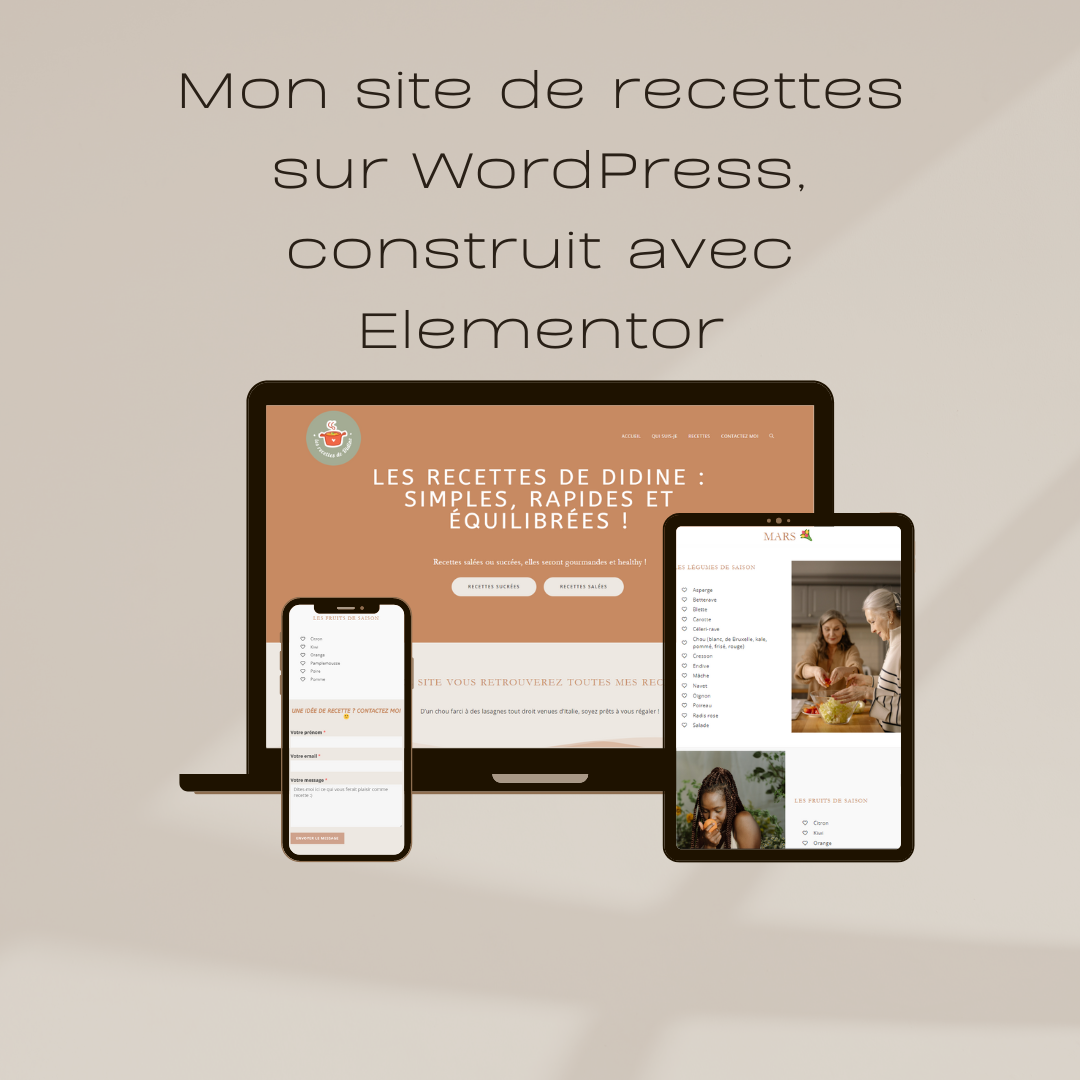 Mon site de recettes
sur WordPress,
construit avec
Elementor
les recettes de Didine
ACCUEIL QUI SUIS-JE RECETTES CONTACTEZ MOI
LES RECETTES DE DIDINE :
SIMPLES, RAPIDES ET
ÉQUILIBRÉES !
Recettes salées ou sucrées, elles seront gourmandes et healthy !
RECETTES SUCRÉES RECETTES SALÉES
SITE VOUS RETROUVEREZ TOUTES MES REC
D'un chou farci à des lasagnes tout droit venues d'Italie, soyez prêts à vous régaler !
LES FRUITS DE SAISON
Citron
Kiwi
Orange
Pamplemousse
Poire
Pomme
UNE IDÉE DE RECETTE ? CONTACTEZ MOI
Votre prénom *
Votre email *
Votre message *
Dites-moi ici ce qui vous ferait plaisir comme
recette :)
ENVOYER LE MESSAGE
MARS
LES LÉGUMES DE SAISON
Asperge
Betterave
Blette
Carotte
Céleri-rave
Chou (blanc, de Bruxelle, kale,
pommé, frisé, rouge)
Cresson
Endive
Mâche
Navet
Oignon
Poireau
Radis rose
Salade
LES FRUITS DE SAISON
Citron
Kiwi
Orange